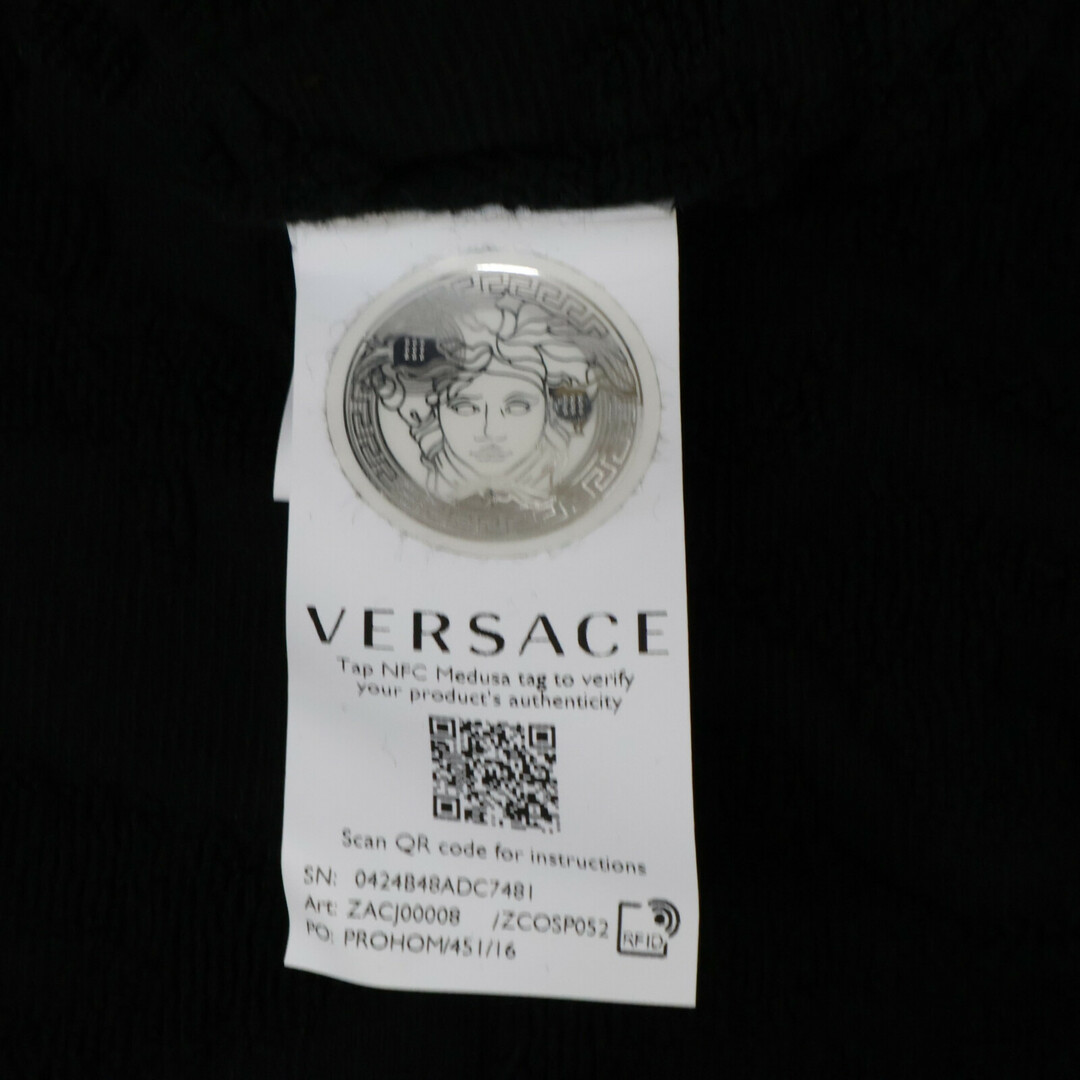 VERSACE
Tap NFC Medusa tag to verify
your product's authenticity
Scan QR code for instructions
SN: 0424B48ADC7481
Art: ZACJ00008 /ZCOSP052
PO: PROHOM/451/16
RFID